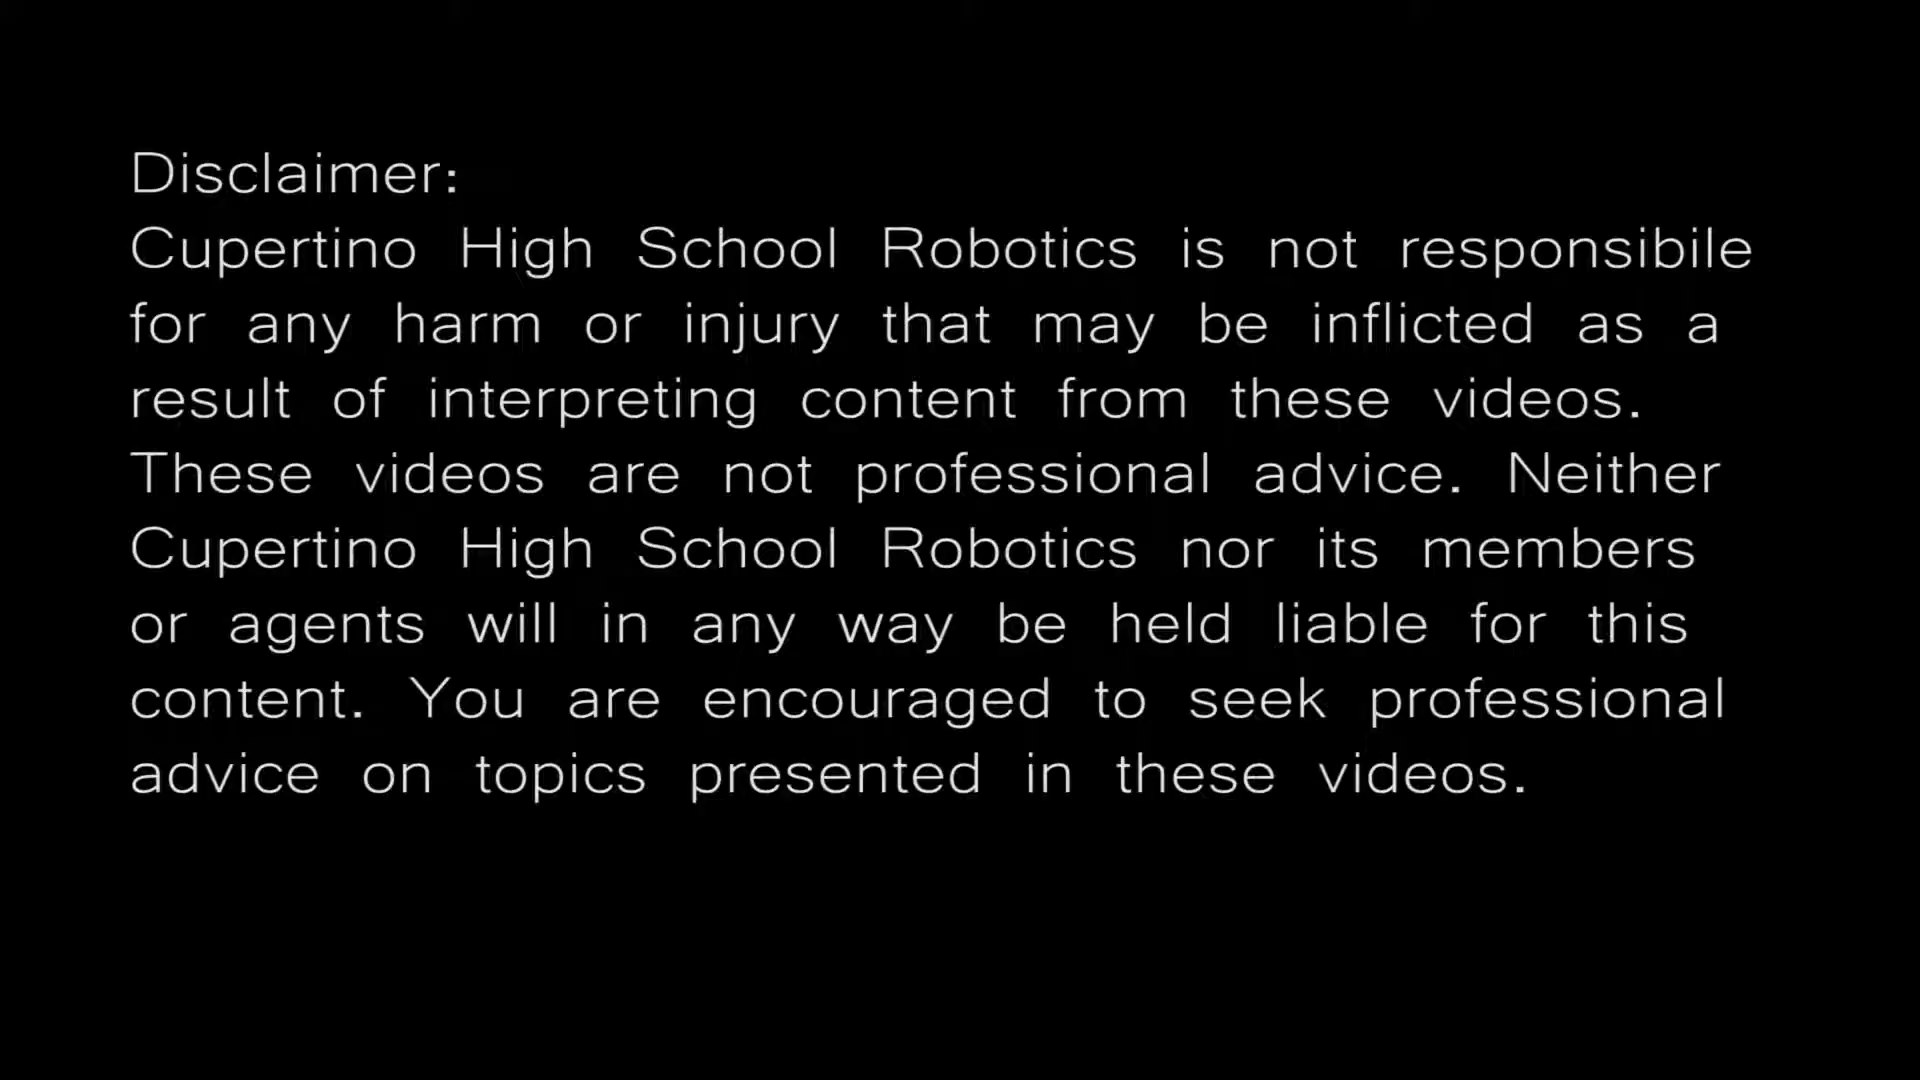 Disclaimer:
Cupertino High School Robotics is not responsibile
for any harm or injury that may be inflicted as a
result of interpreting content from these videos.
These videos are not professional advice. Neither
Cupertino High School Robotics nor its members
or agents will in any way be held liable for this
content. You are encouraged to seek professional
advice on topics presented in these videos.